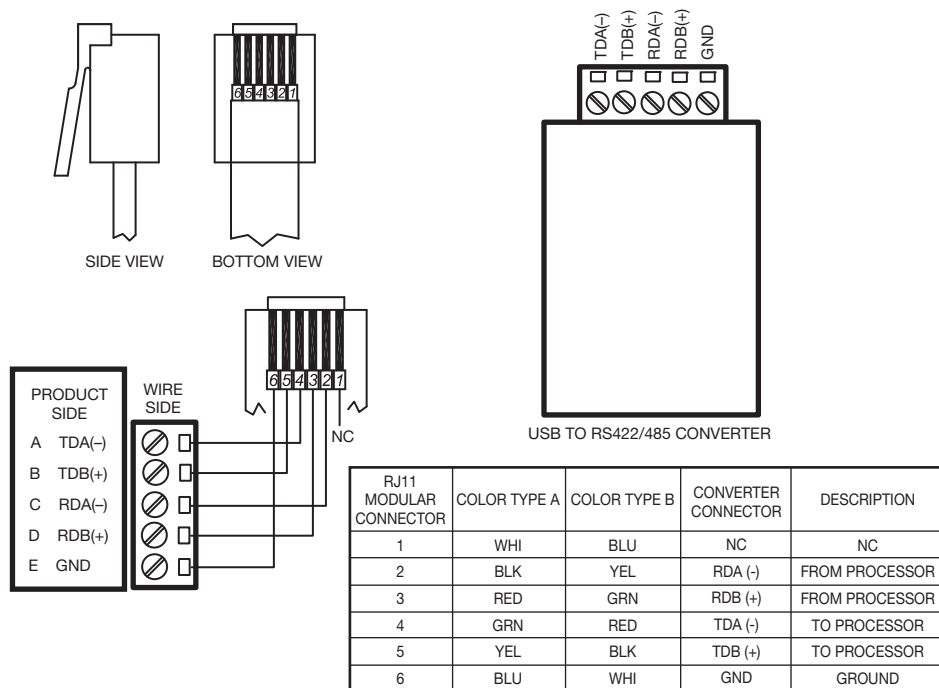 TDA(–) TDB(+) RDA(–) RDB(+) GND
6 5 4 3 2 1
SIDE VIEW
BOTTOM VIEW
6 5 4 3 2 1
NC
PRODUCT
SIDE
WIRE
SIDE
A TDA(–)
B TDB(+)
C RDA(–)
D RDB(+)
E GND
USB TO RS422/485 CONVERTER
RJ11
MODULAR
CONNECTOR
COLOR TYPE A
COLOR TYPE B
CONVERTER
CONNECTOR
DESCRIPTION
1 WHI BLU NC NC
2 BLK YEL RDA (-) FROM PROCESSOR
3 RED GRN RDB (+) FROM PROCESSOR
4 GRN RED TDA (-) TO PROCESSOR
5 YEL BLK TDB (+) TO PROCESSOR
6 BLU WHI GND GROUND